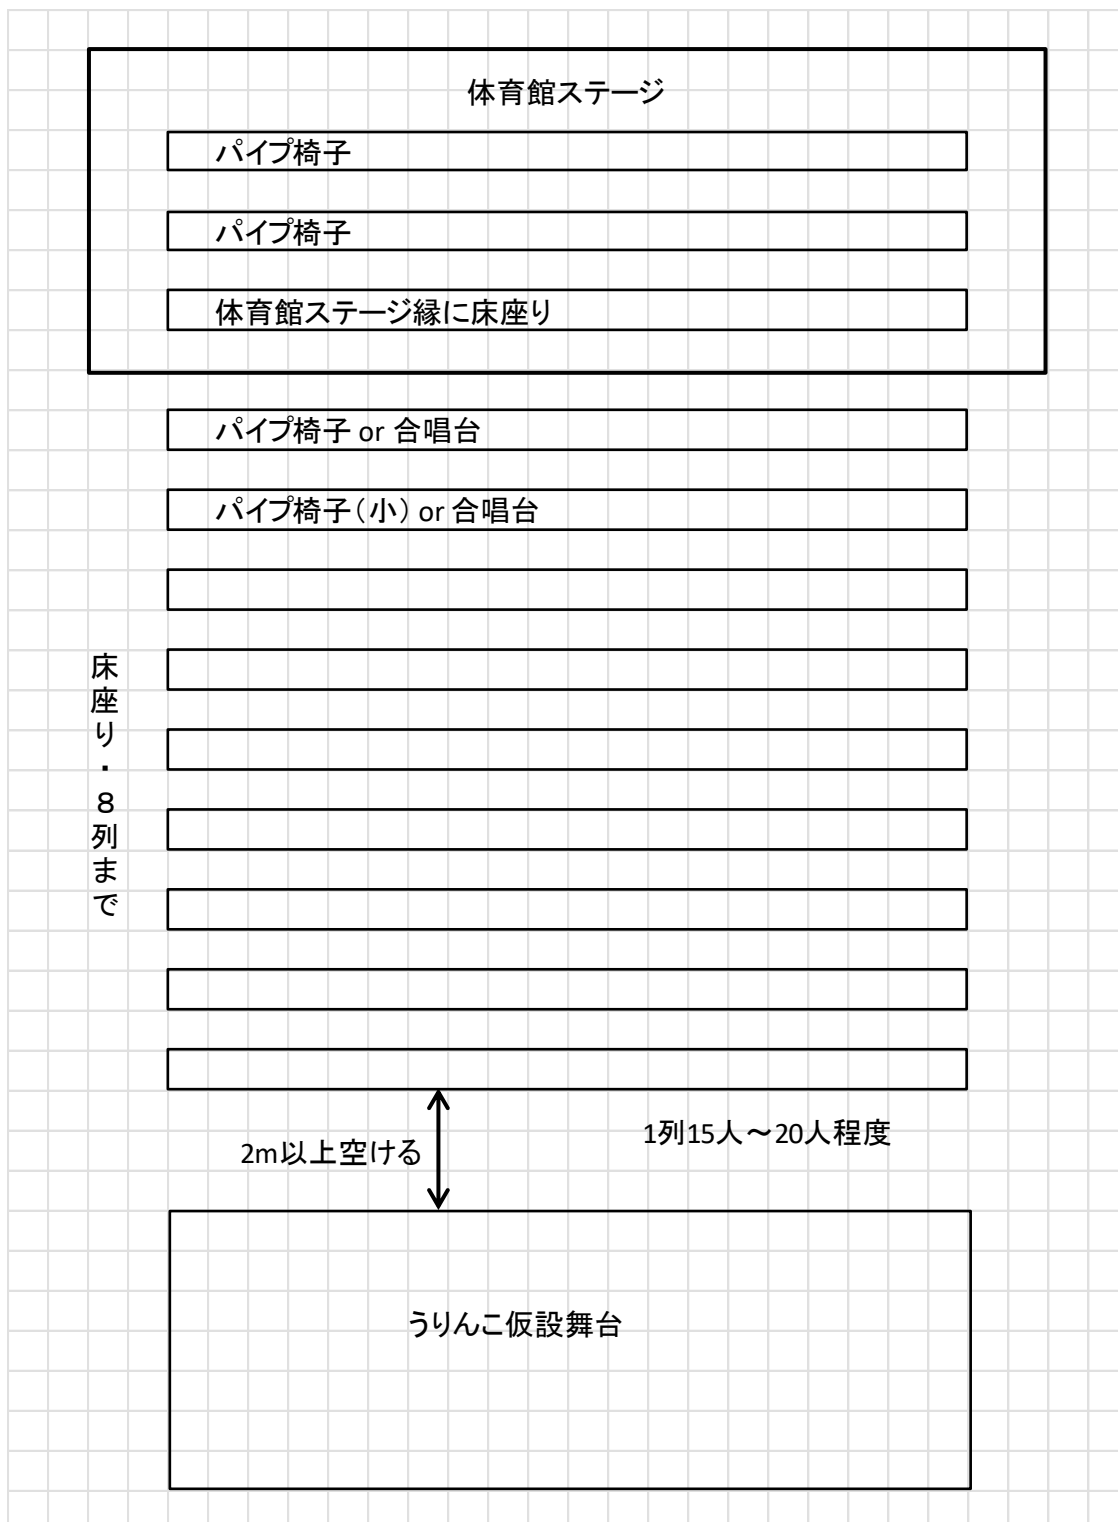 体育館ステージ
パイプ椅子
パイプ椅子
体育館ステージ縁に床座り
パイプ椅子 or 合唱台
パイプ椅子（小） or 合唱台
床座り・８列まで
1列15人～20人程度
2m以上空ける
うりんこ仮設舞台